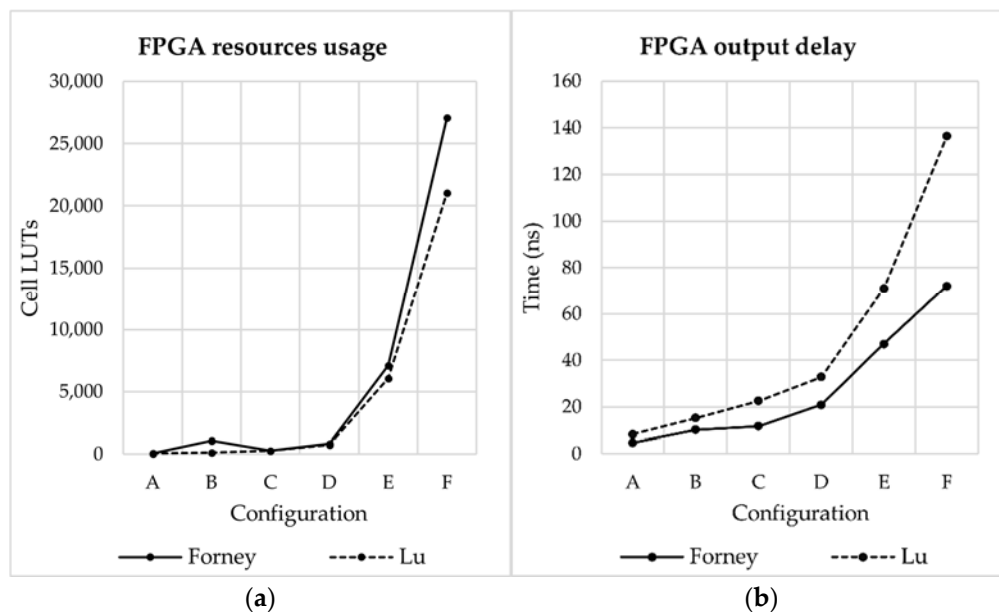 FPGA resources usage
30,000
25,000
20,000
15,000
10,000
5,000
0
Cell LUTs
A B C D E F
Configuration
Forney Lu
(a)
FPGA output delay
160
140
120
100
80
60
40
20
0
Time (ns)
A B C D E F
Configuration
Forney Lu
(b)